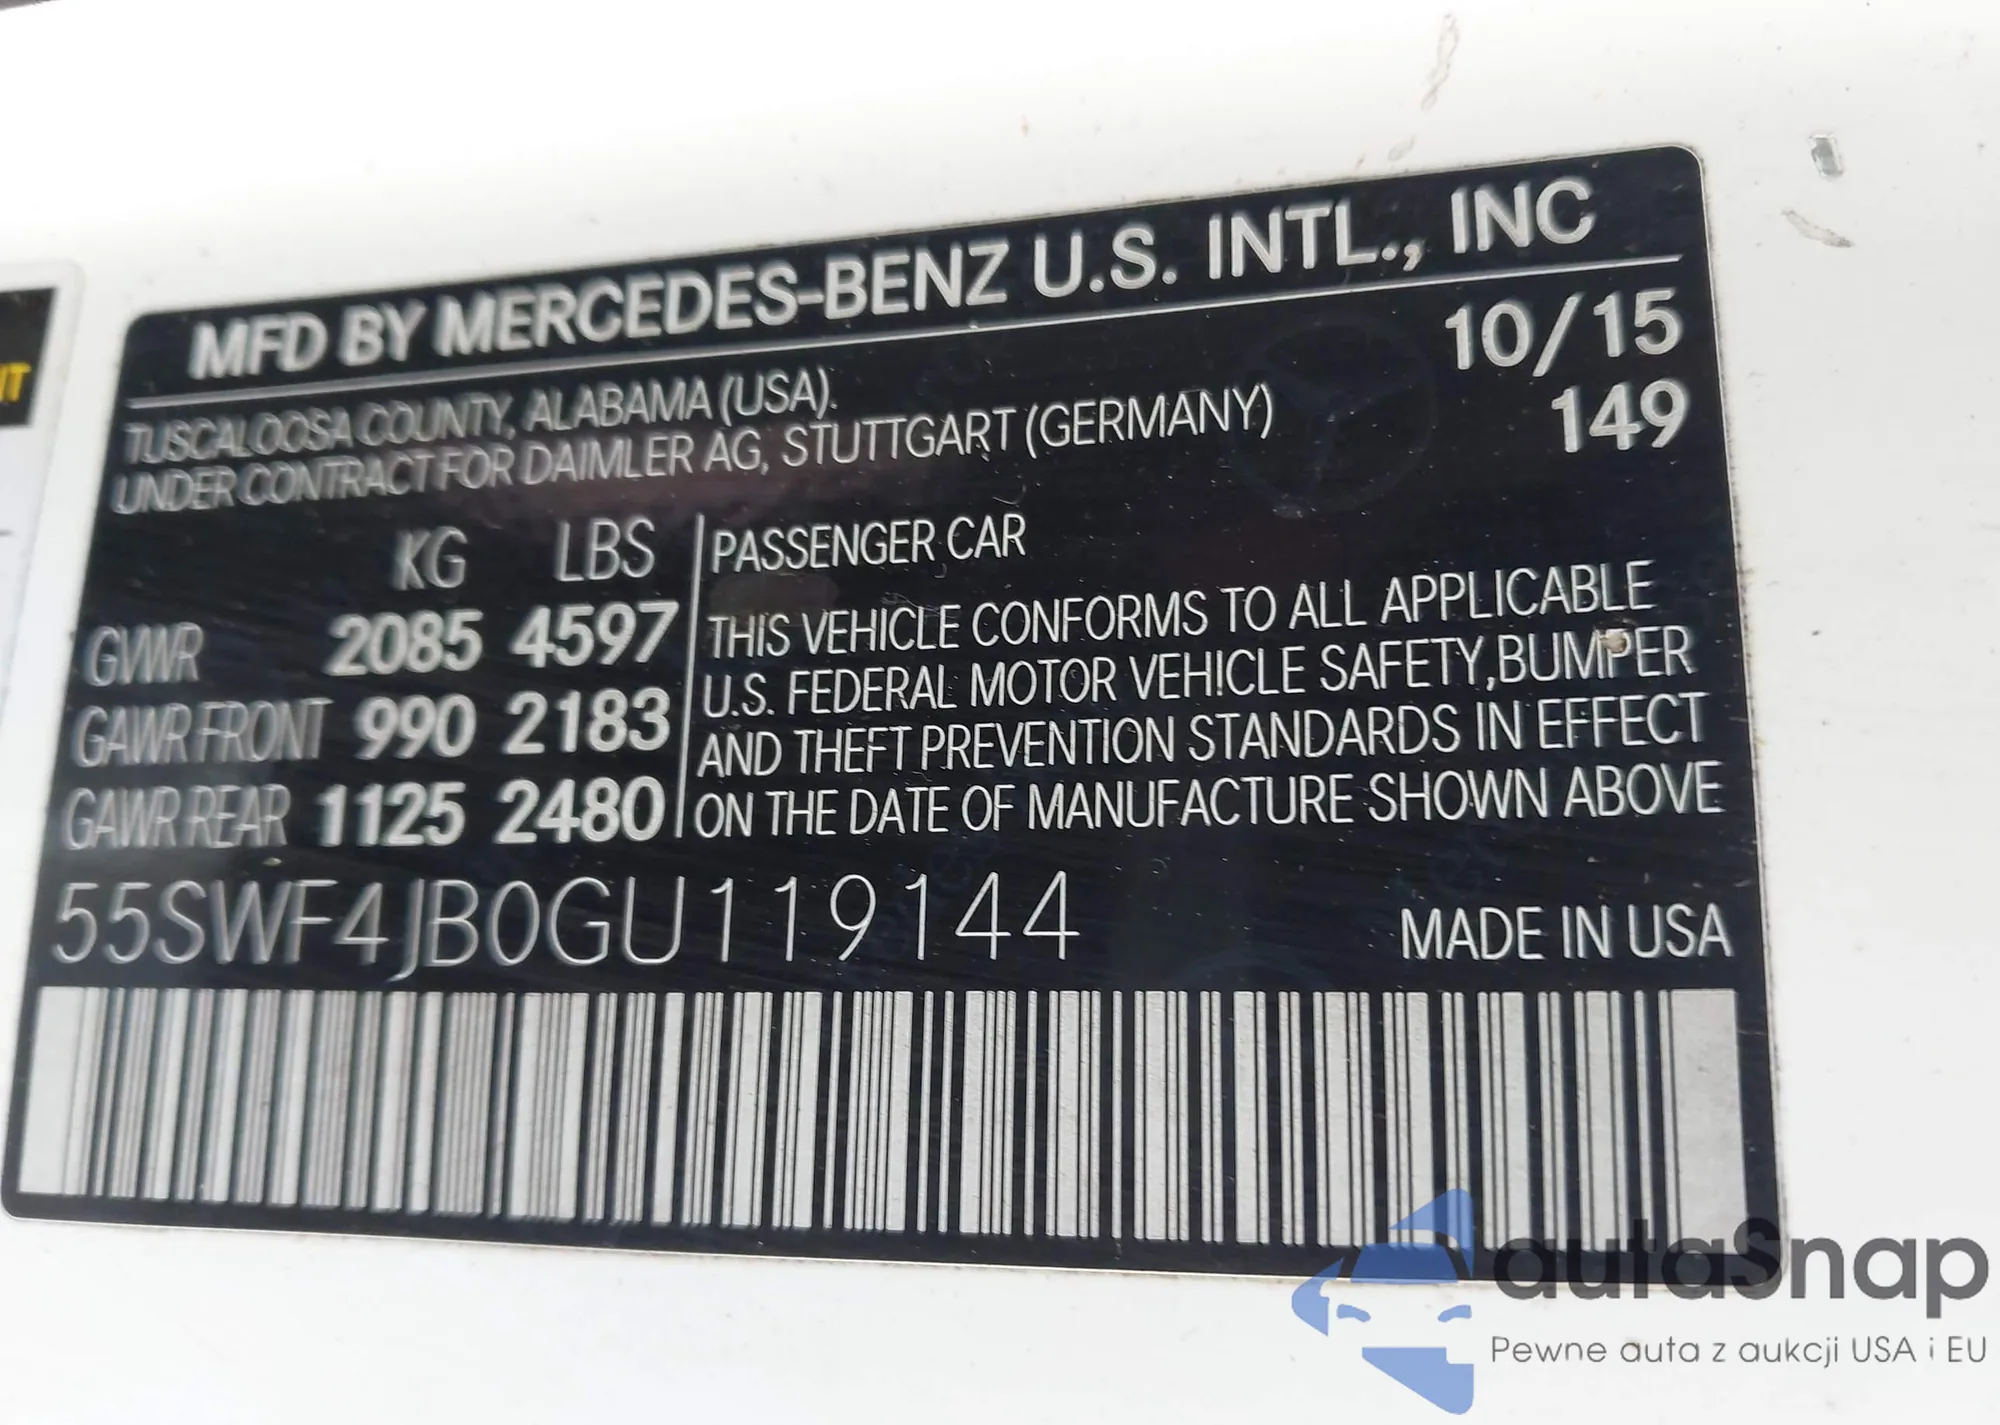 MFD BY MERCEDES-BENZ U.S. INTL., INC
TUSCALOOSA COUNTY, ALABAMA (USA).
UNDER CONTRACT FOR DAIMLER AG, STUTTGART (GERMANY)
10/15
149
KG LBS
GVWR 2085 4597
GAWR FRONT 990 2183
GAWR REAR 1125 2480
PASSENGER CAR
THIS VEHICLE CONFORMS TO ALL APPLICABLE
U.S. FEDERAL MOTOR VEHICLE SAFETY,BUMPER
AND THEFT PREVENTION STANDARDS IN EFFECT
ON THE DATE OF MANUFACTURE SHOWN ABOVE
55SWF4JB0GU119144
MADE IN USA
autaSnap
Pewne auta z aukcji USA i EU